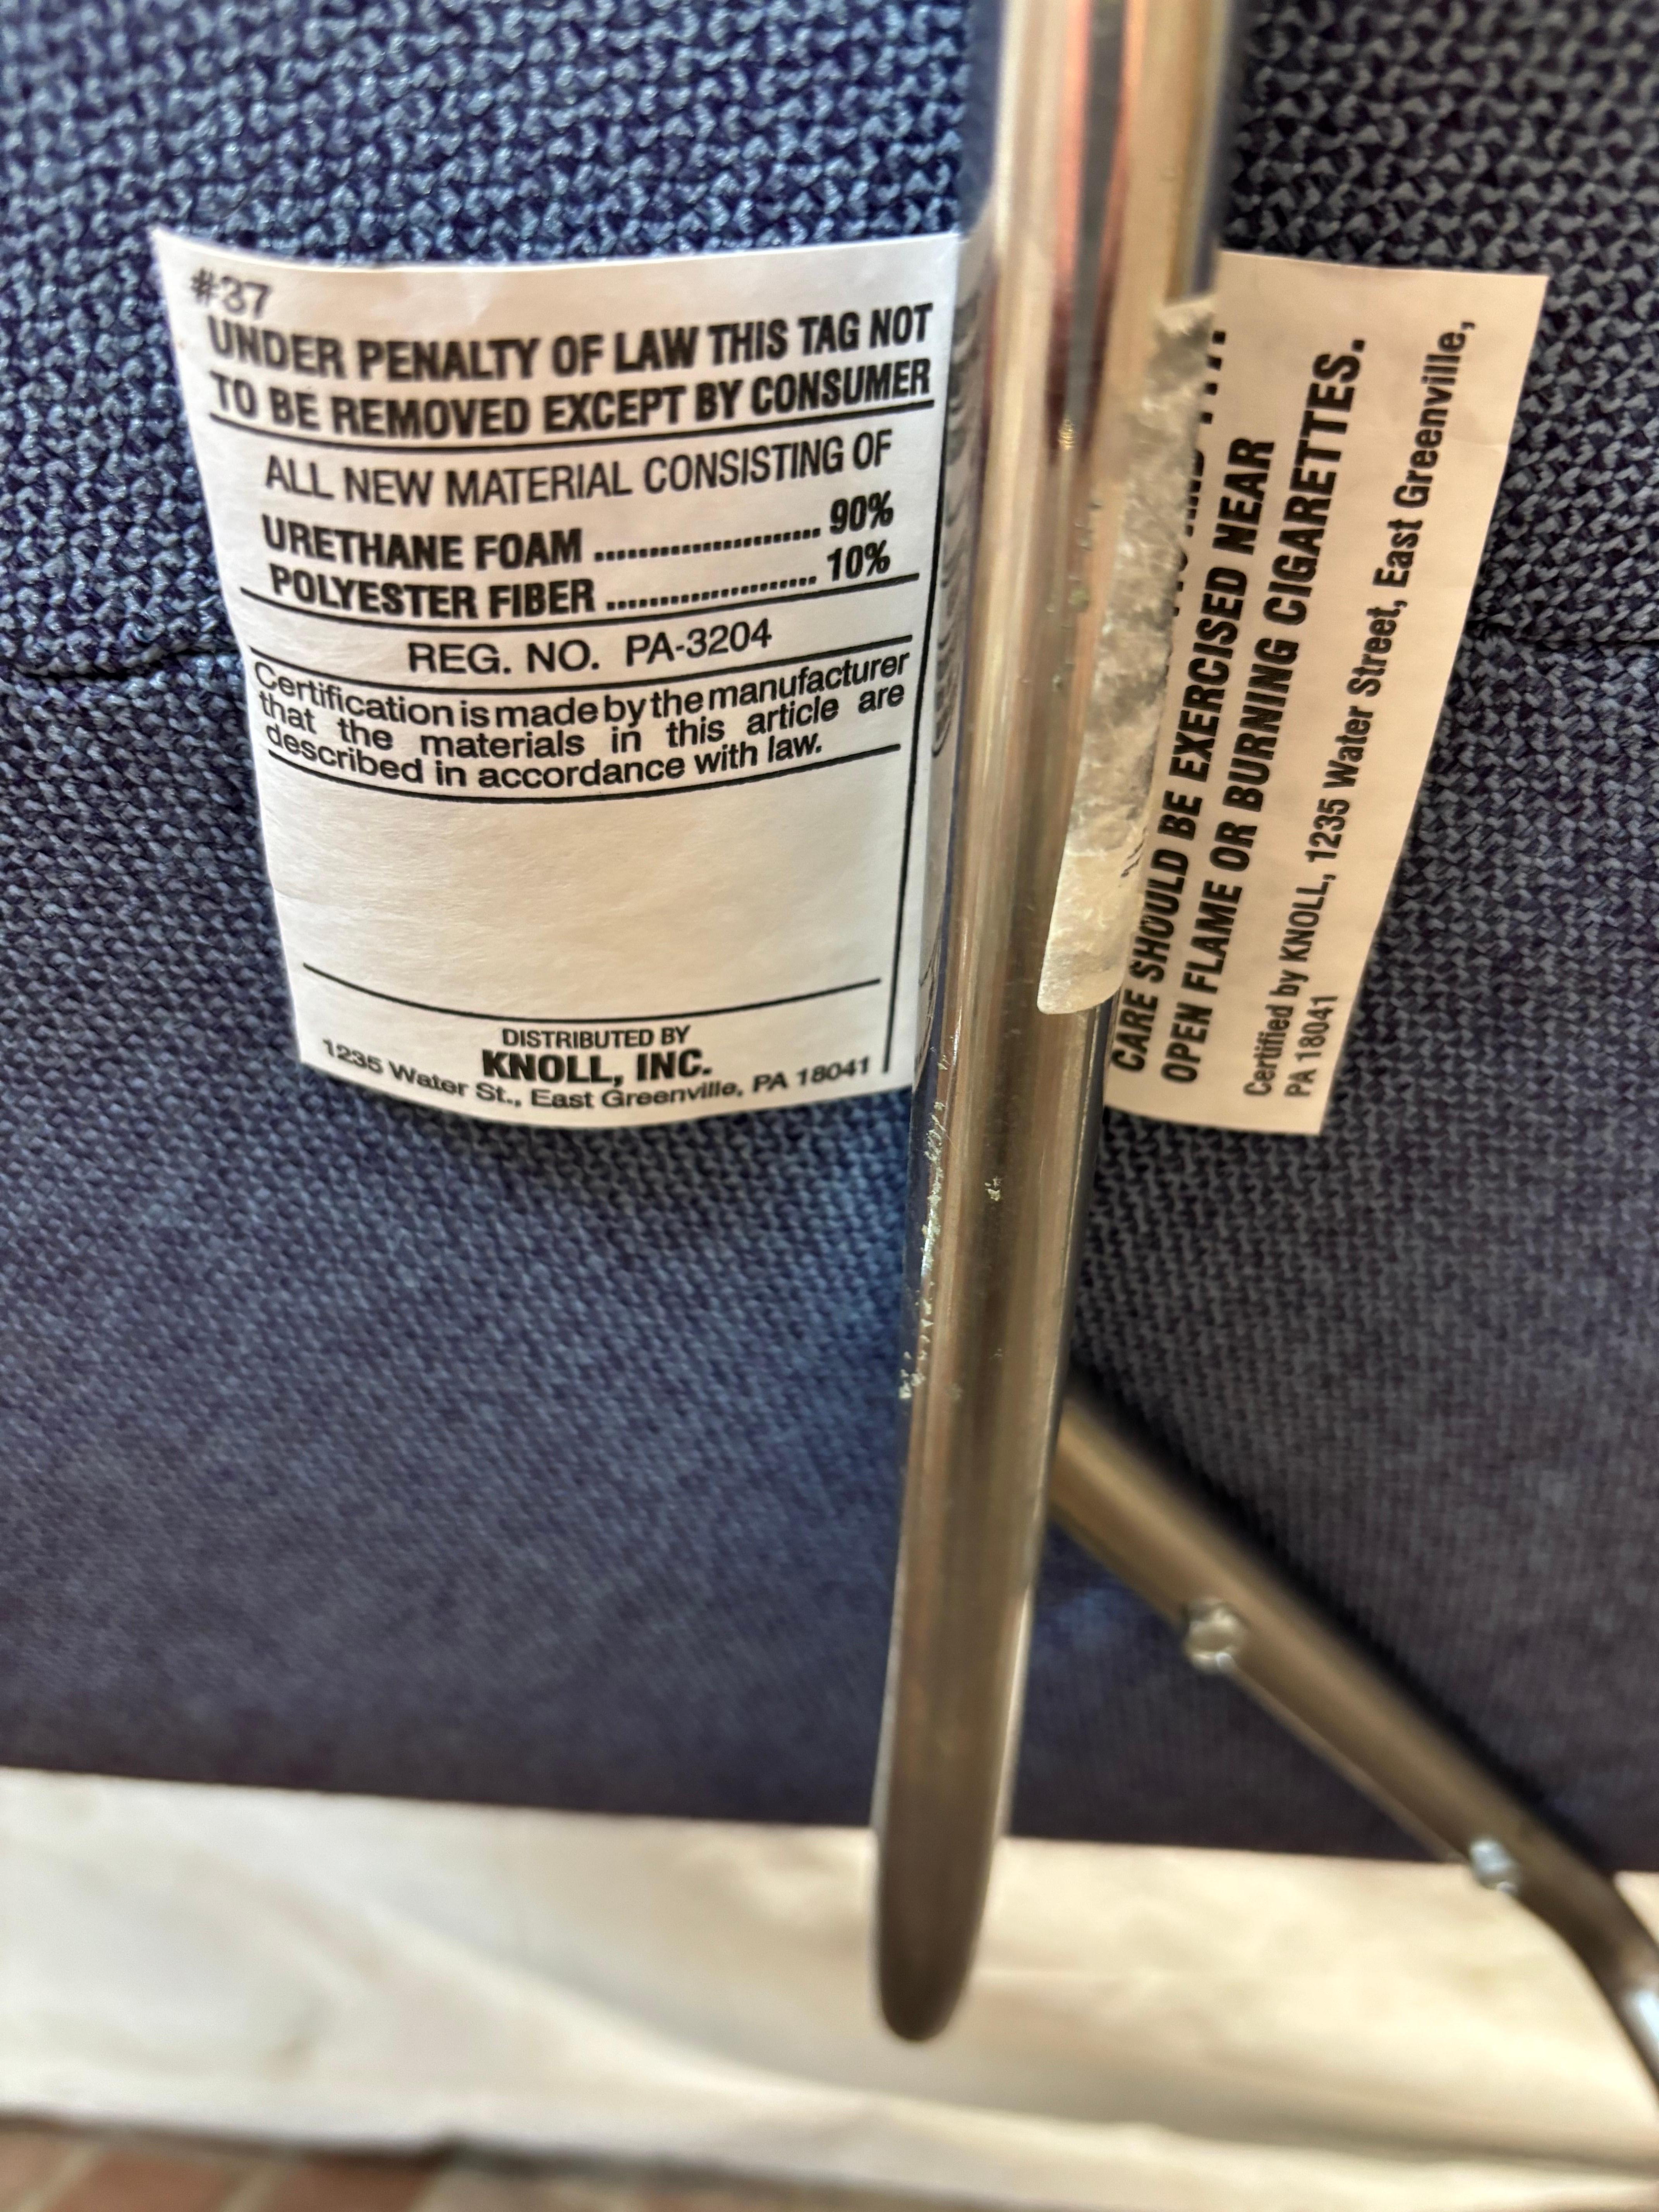 #37
UNDER PENALTY OF LAW THIS TAG NOT
TO BE REMOVED EXCEPT BY CONSUMER
ALL NEW MATERIAL CONSISTING OF
URETHANE FOAM ........................ 90%
POLYESTER FIBER ...................... 10%
REG. NO. PA-3204
Certification is made by the manufacturer
that the materials in this article are
described in accordance with law.
DISTRIBUTED BY
KNOLL, INC.
1235 Water St., East Greenville, PA 18041
CARE SHOULD BE EXERCISED NEAR
OPEN FLAME OR BURNING CIGARETTES.
Certified by KNOLL, 1235 Water Street, East Greenville,
PA 18041